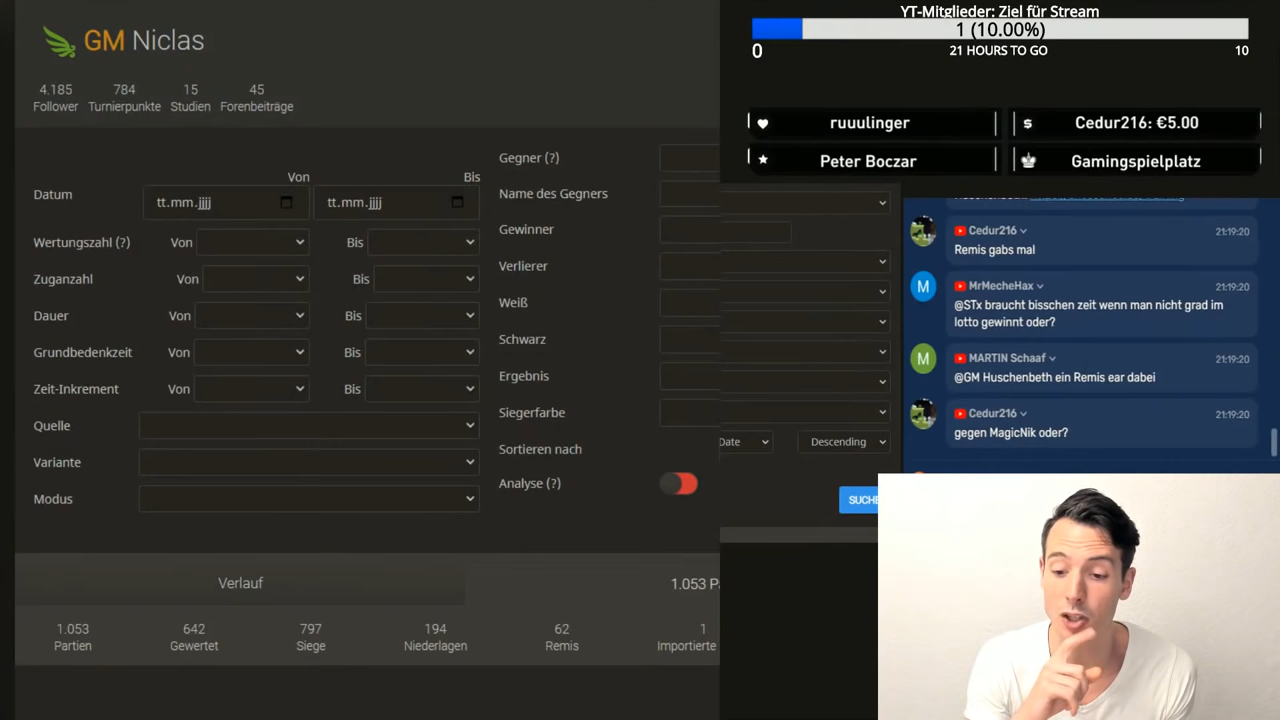 GM Niclas
4.185 784 15 45
Follower Turnierpunkte Studien Forenbeiträge
Von Bis
Datum tt.mm.jjjj tt.mm.jjjj
Wertungszahl (?) Von Bis
Zuganzahl Von Bis
Dauer Von Bis
Grundbedenkzeit Von Bis
Zeit-Inkrement Von Bis
Quelle
Variante
Modus
Gegner (?)
Name des Gegners
Gewinner
Verlierer
Weiß
Schwarz
Ergebnis
Siegerfarbe
Sortieren nach Date Descending
Analyse (?)
SUCHE
Verlauf 1.053 P
1.053 642 797 194 62 1
Partien Gewertet Siege Niederlagen Remis Importierte
YT-Mitglieder: Ziel für Stream
1 (10.00%)
0 21 HOURS TO GO 10
ruuulinger Cedur216: €5.00
Peter Boczar Gamingspielplatz
Cedur216 21:19:20
Remis gabs mal
M MrMecheHax 21:19:20
@STx braucht bisschen zeit wenn man nicht grad im
lotto gewinnt oder?
M MARTIN Schaaf 21:19:20
@GM Huschenbeth ein Remis ear dabei
Cedur216 21:19:20
gegen MagicNik oder?